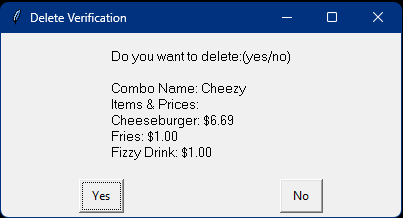 Delete Verification
Do you want to delete:(yes/no)
Combo Name: Cheezy
Items & Prices:
Cheeseburger: $6.69
Fries: $1.00
Fizzy Drink: $1.00
Yes
No